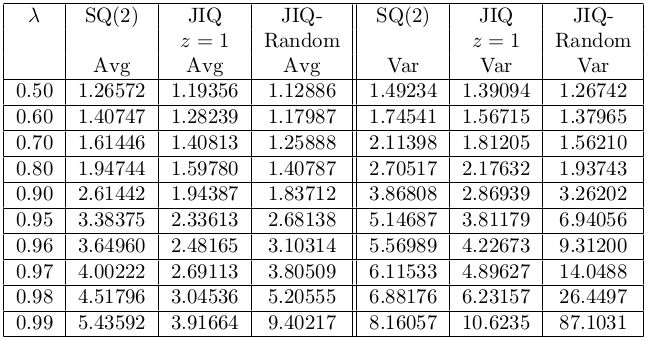 λ SQ(2) JIQ JIQ- SQ(2) JIQ JIQ-
z = 1 Random z = 1 Random
Avg Avg Avg Var Var Var
0.50 1.26572 1.19356 1.12886 1.49234 1.39094 1.26742
0.60 1.40747 1.28239 1.17987 1.74541 1.56715 1.37965
0.70 1.61446 1.40813 1.25888 2.11398 1.81205 1.56210
0.80 1.94744 1.59780 1.40787 2.70517 2.17632 1.93743
0.90 2.61442 1.94387 1.83712 3.86808 2.86939 3.26202
0.95 3.38375 2.33613 2.68138 5.14687 3.81179 6.94056
0.96 3.64960 2.48165 3.10314 5.56989 4.22673 9.31200
0.97 4.00222 2.69113 3.80509 6.11533 4.89627 14.0488
0.98 4.51796 3.04536 5.20555 6.88176 6.23157 26.4497
0.99 5.43592 3.91664 9.40217 8.16057 10.6235 87.1031